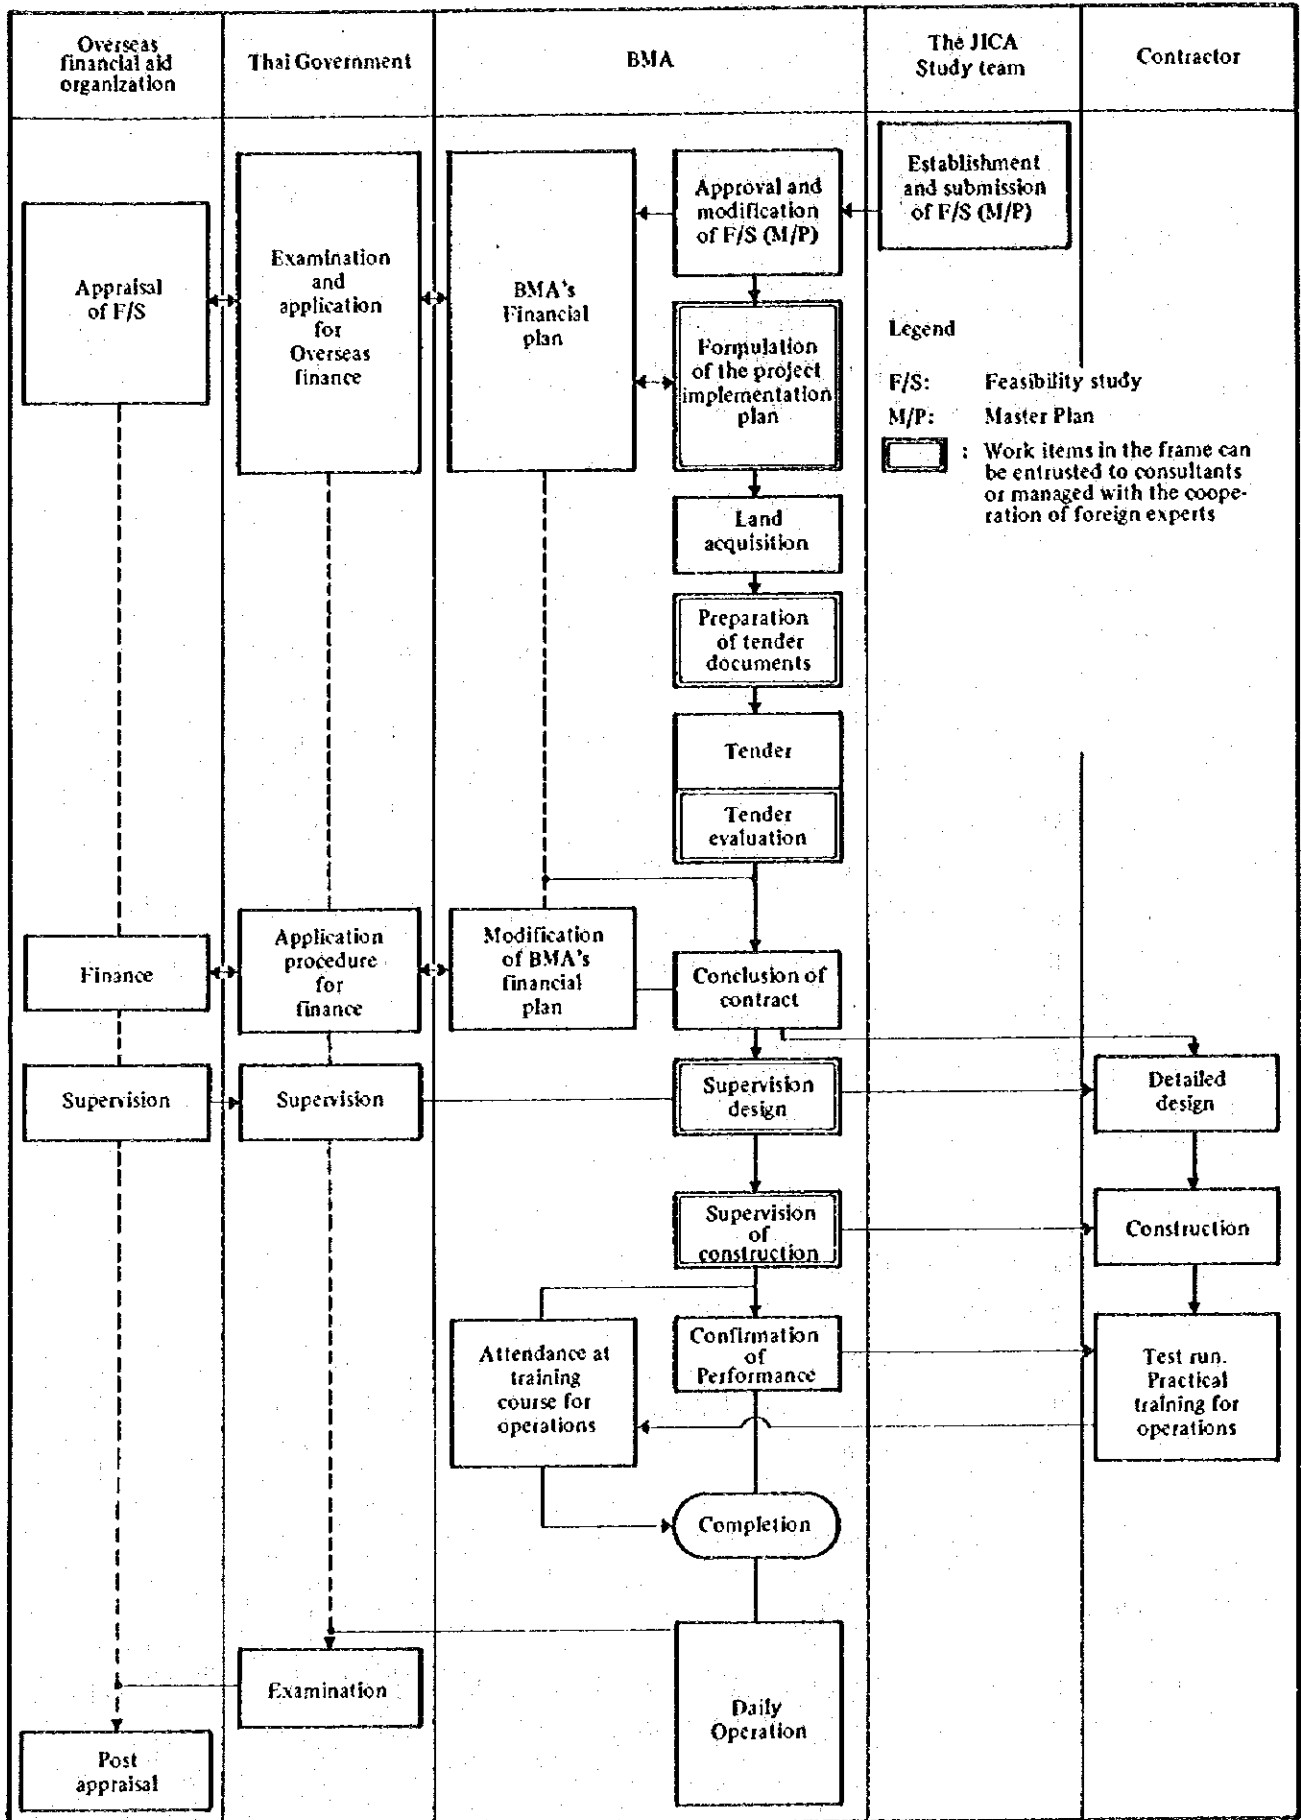 Overseas
financial aid
organization
Thai Government
BMA
The JICA
Study team
Contractor
Establishment
and submission
of F/S (M/P)
Approval and
modification
of F/S (M/P)
Appraisal
of F/S
Examination
and
application
for
Overseas
finance
BMA's
Financial
plan
Formulation
of the project
implementation
plan
Legend
F/S: Feasibility study
M/P: Master Plan
: Work items in the frame can
be entrusted to consultants
or managed with the coope-
ration of foreign experts
Land
acquisition
Preparation
of tender
documents
Tender
Tender
evaluation
Finance
Application
procedure
for
finance
Modification
of BMA's
financial
plan
Conclusion of
contract
Supervision
Supervision
Supervision
design
Detailed
design
Supervision
of
construction
Construction
Attendance at
training
course for
operations
Confirmation
of
Performance
Test run.
Practical
training for
operations
Completion
Examination
Daily
Operation
Post
appraisal